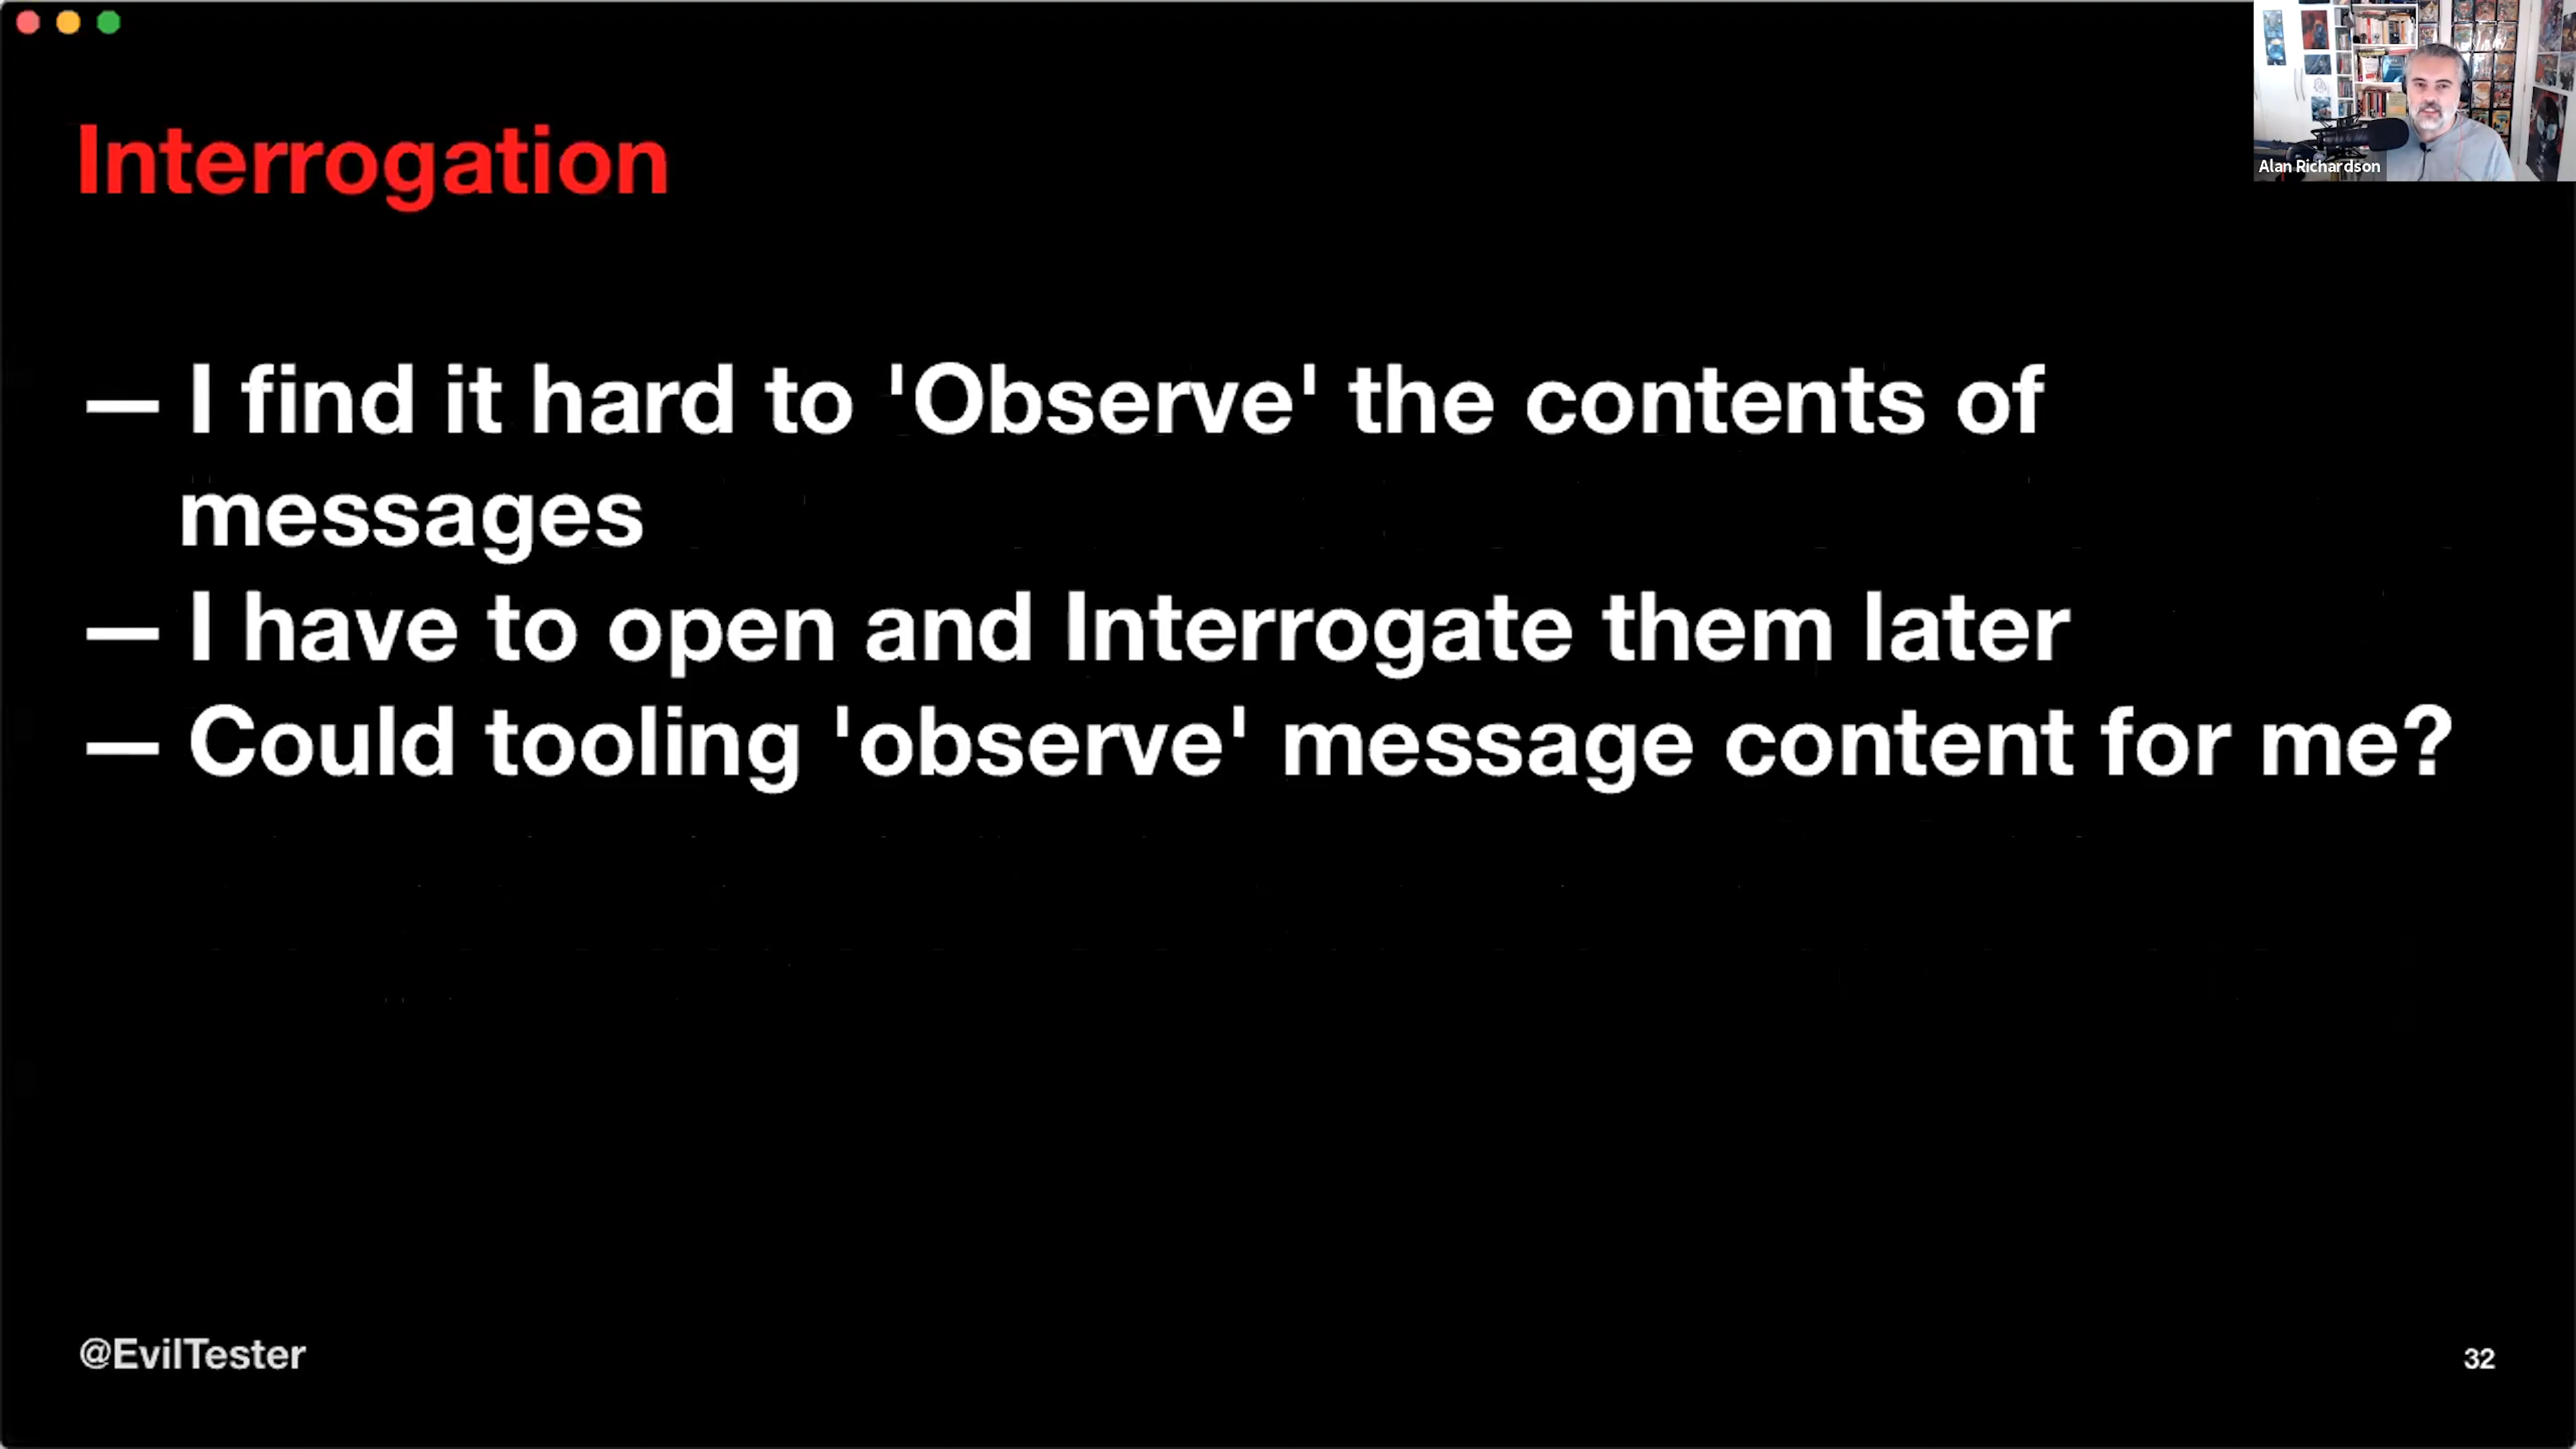 Alan Richardson
Interrogation
— I find it hard to 'Observe' the contents of
messages
— I have to open and Interrogate them later
— Could tooling 'observe' message content for me?
@EvilTester
32